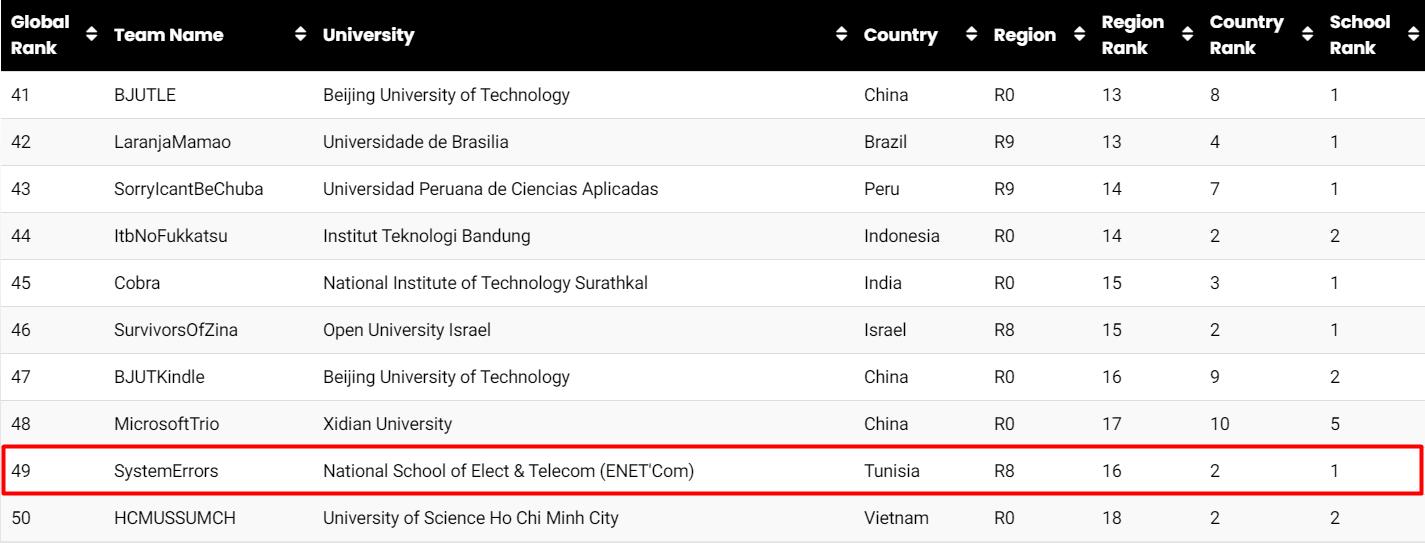 Global Rank Team Name University Country Region Region Rank Country Rank School Rank
41 BJUTLE Beijing University of Technology China R0 13 8 1
42 LaranjaMamao Universidade de Brasilia Brazil R9 13 4 1
43 SorryIcantBeChuba Universidad Peruana de Ciencias Aplicadas Peru R9 14 7 1
44 ItbNoFukkatsu Institut Teknologi Bandung Indonesia R0 14 2 2
45 Cobra National Institute of Technology Surathkal India R0 15 3 1
46 SurvivorsOfZina Open University Israel Israel R8 15 2 1
47 BJUTKindle Beijing University of Technology China R0 16 9 2
48 MicrosoftTrio Xidian University China R0 17 10 5
49 SystemErrors National School of Elect & Telecom (ENET'Com) Tunisia R8 16 2 1
50 HCMUSSUMCH University of Science Ho Chi Minh City Vietnam R0 18 2 2